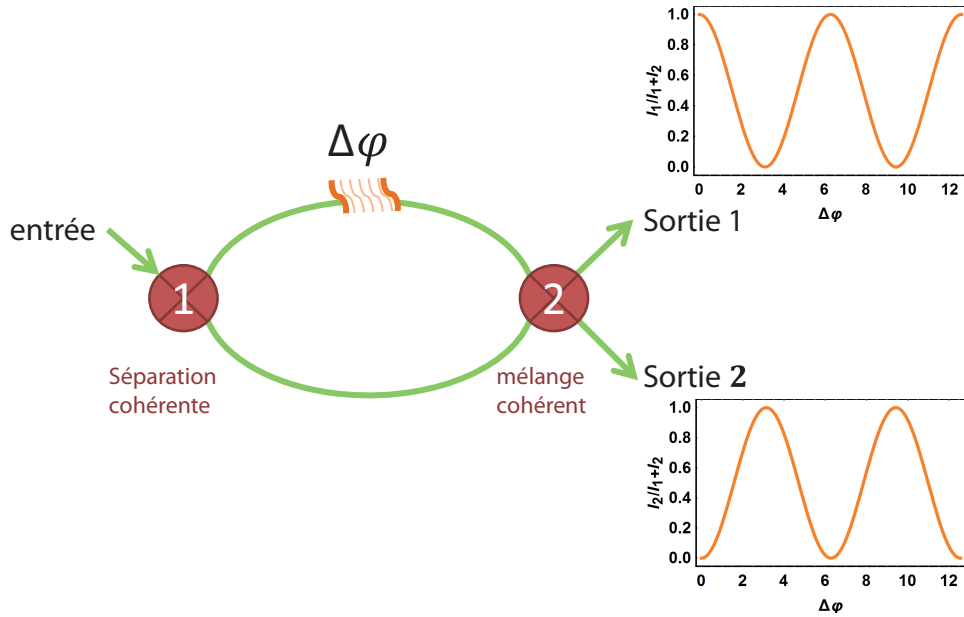 1.0
0.8
0.6
0.4
0.2
0.0
I₁/I₁+I₂
0 2 4 6 8 10 12
Δφ
Δφ
entrée
Sortie 1
1
2
Séparation
cohérente
mélange
cohérent
Sortie 2
1.0
0.8
0.6
0.4
0.2
0.0
I₂/I₁+I₂
0 2 4 6 8 10 12
Δφ